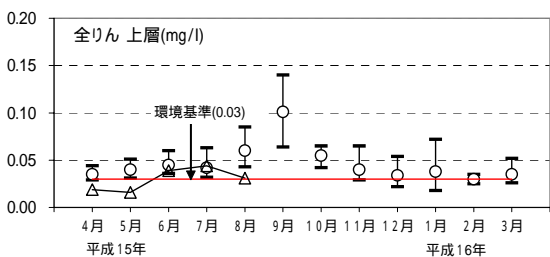 全りん 上層(mg/l)
0.20
0.15
0.10
0.05
0.00
環境基準(0.03)
4月 5月 6月 7月 8月 9月 10月 11月 12月 1月 2月 3月
平成15年 平成16年